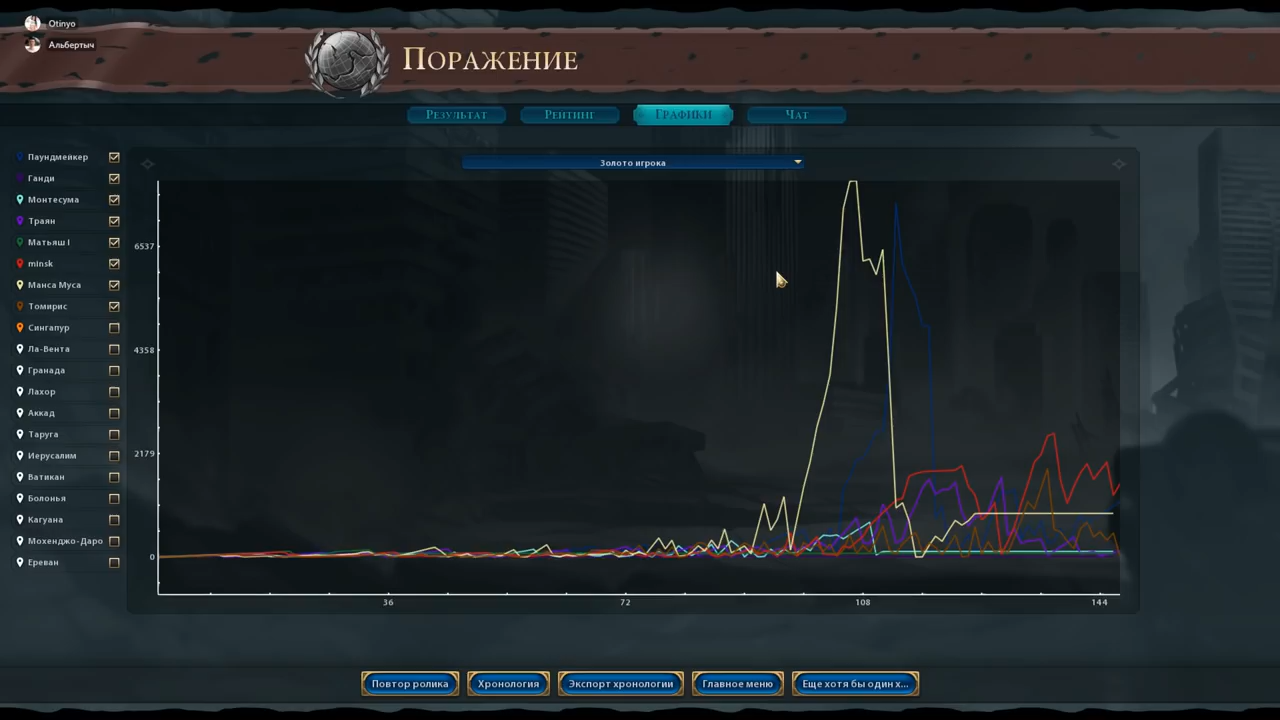 Otinyo
Альбертыч
Поражение
Результат
Рейтинг
Графики
Чат
Паундмейкер
Ганди
Монтесума
Траян
Матьяш I
minsk
Манса Муса
Томирис
Сингапур
Ла-Вента
Гранада
Лахор
Аккад
Таруга
Иерусалим
Ватикан
Болонья
Кагуана
Мохенджо-Даро
Ереван
Золото игрока
6537
4358
2179
0
36
72
108
144
Повтор ролика
Хронология
Экспорт хронологии
Главное меню
Еще хотя бы один х...